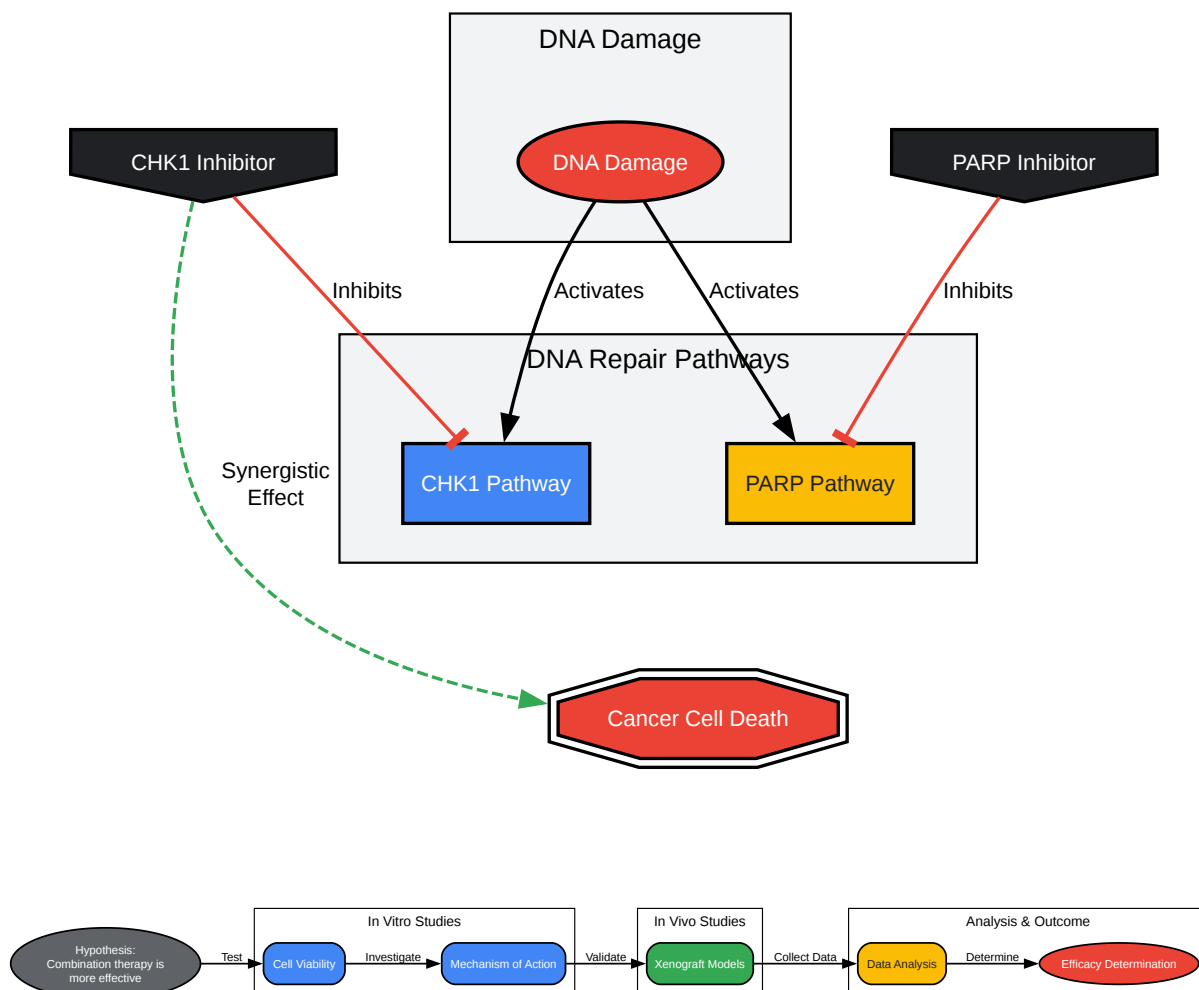 DNA Damage
CHK1 Inhibitor
DNA Damage
PARP Inhibitor
Inhibits
Activates
Activates
Inhibits
DNA Repair Pathways
Synergistic
Effect
CHK1 Pathway
PARP Pathway
Cancer Cell Death
In Vitro Studies
In Vivo Studies
Analysis & Outcome
Hypothesis:
Combination therapy is
more effective
Test
Cell Viability
Investigate
Mechanism of Action
Validate
Xenograft Models
Collect Data
Data Analysis
Determine
Efficacy Determination